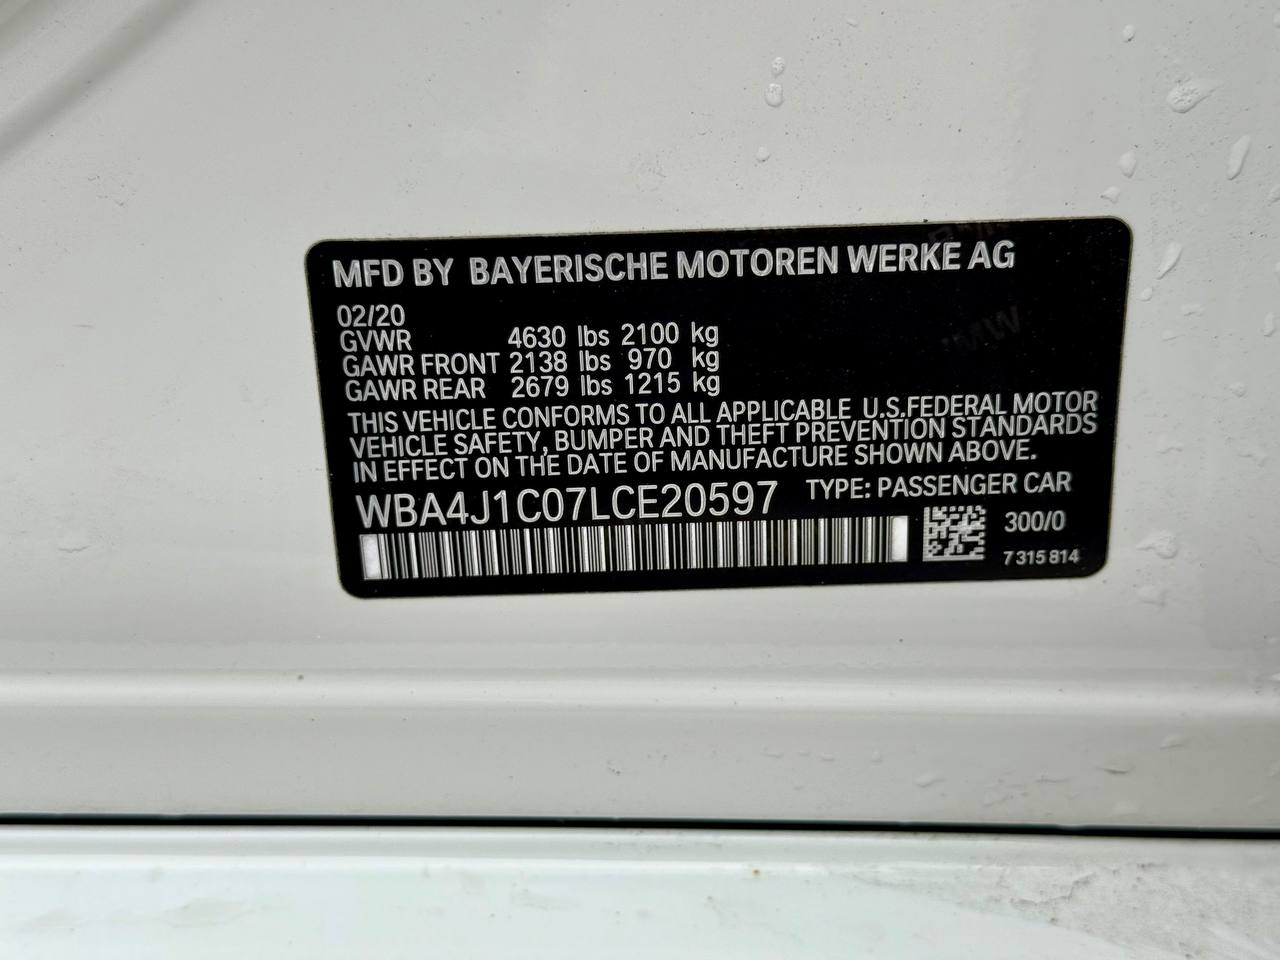 MFD BY BAYERISCHE MOTOREN WERKE AG
02/20
GVWR 4630 lbs 2100 kg
GAWR FRONT 2138 lbs 970 kg
GAWR REAR 2679 lbs 1215 kg
THIS VEHICLE CONFORMS TO ALL APPLICABLE U.S.FEDERAL MOTOR
VEHICLE SAFETY, BUMPER AND THEFT PREVENTION STANDARDS
IN EFFECT ON THE DATE OF MANUFACTURE SHOWN ABOVE.
WBA4J1C07LCE20597 TYPE: PASSENGER CAR
300/0
7 315 814